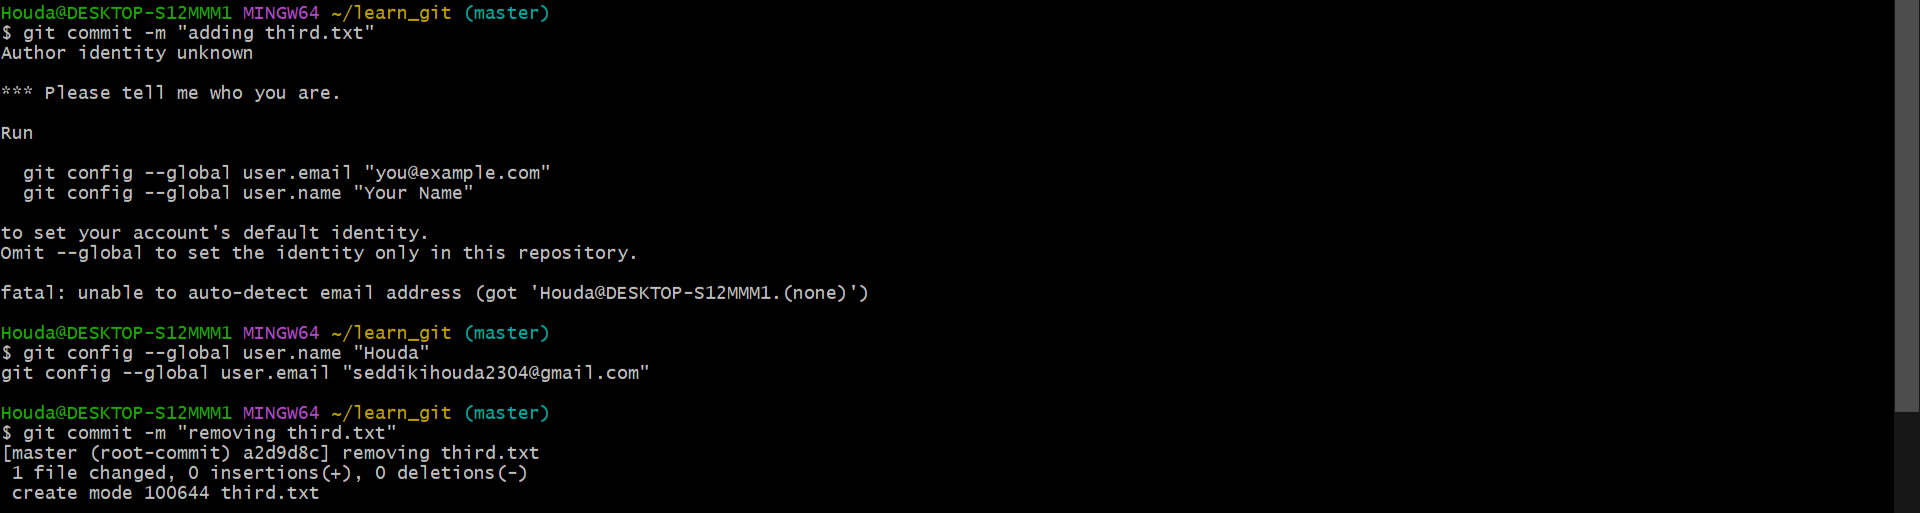 Houda@DESKTOP-S12MMM1 MINGW64 ~/learn_git (master)
$ git commit -m "adding third.txt"
Author identity unknown

*** Please tell me who you are.

Run

  git config --global user.email "you@example.com"
  git config --global user.name "Your Name"

to set your account's default identity.
Omit --global to set the identity only in this repository.

fatal: unable to auto-detect email address (got 'Houda@DESKTOP-S12MMM1.(none)')

Houda@DESKTOP-S12MMM1 MINGW64 ~/learn_git (master)
$ git config --global user.name "Houda"
git config --global user.email "seddikihouda2304@gmail.com"

Houda@DESKTOP-S12MMM1 MINGW64 ~/learn_git (master)
$ git commit -m "removing third.txt"
[master (root-commit) a2d9d8c] removing third.txt
 1 file changed, 0 insertions(+), 0 deletions(-)
 create mode 100644 third.txt